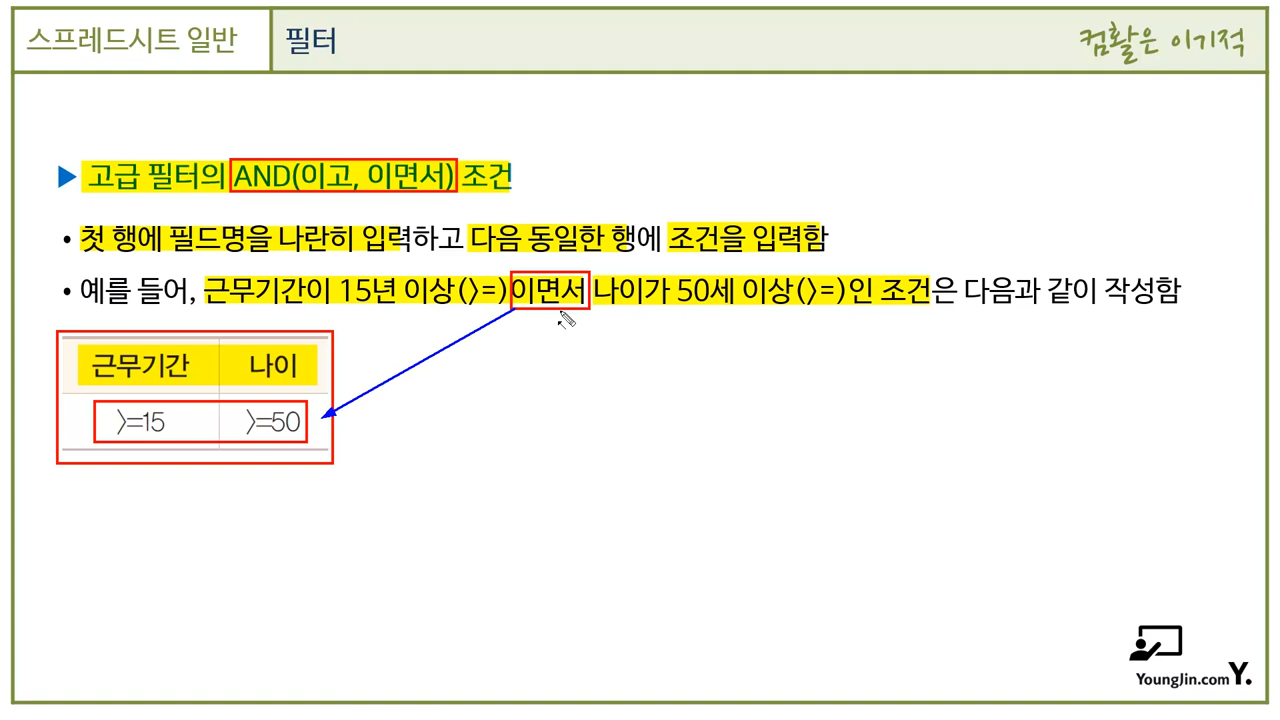 스프레드시트 일반 필터 컴활은 이기적
▶ 고급 필터의 AND(이고, 이면서) 조건
• 첫 행에 필드명을 나란히 입력하고 다음 동일한 행에 조건을 입력함
• 예를 들어, 근무기간이 15년 이상(>=)이면서 나이가 50세 이상(>=)인 조건은 다음과 같이 작성함
근무기간 나이
>=15 >=50
YoungJin.com Y.